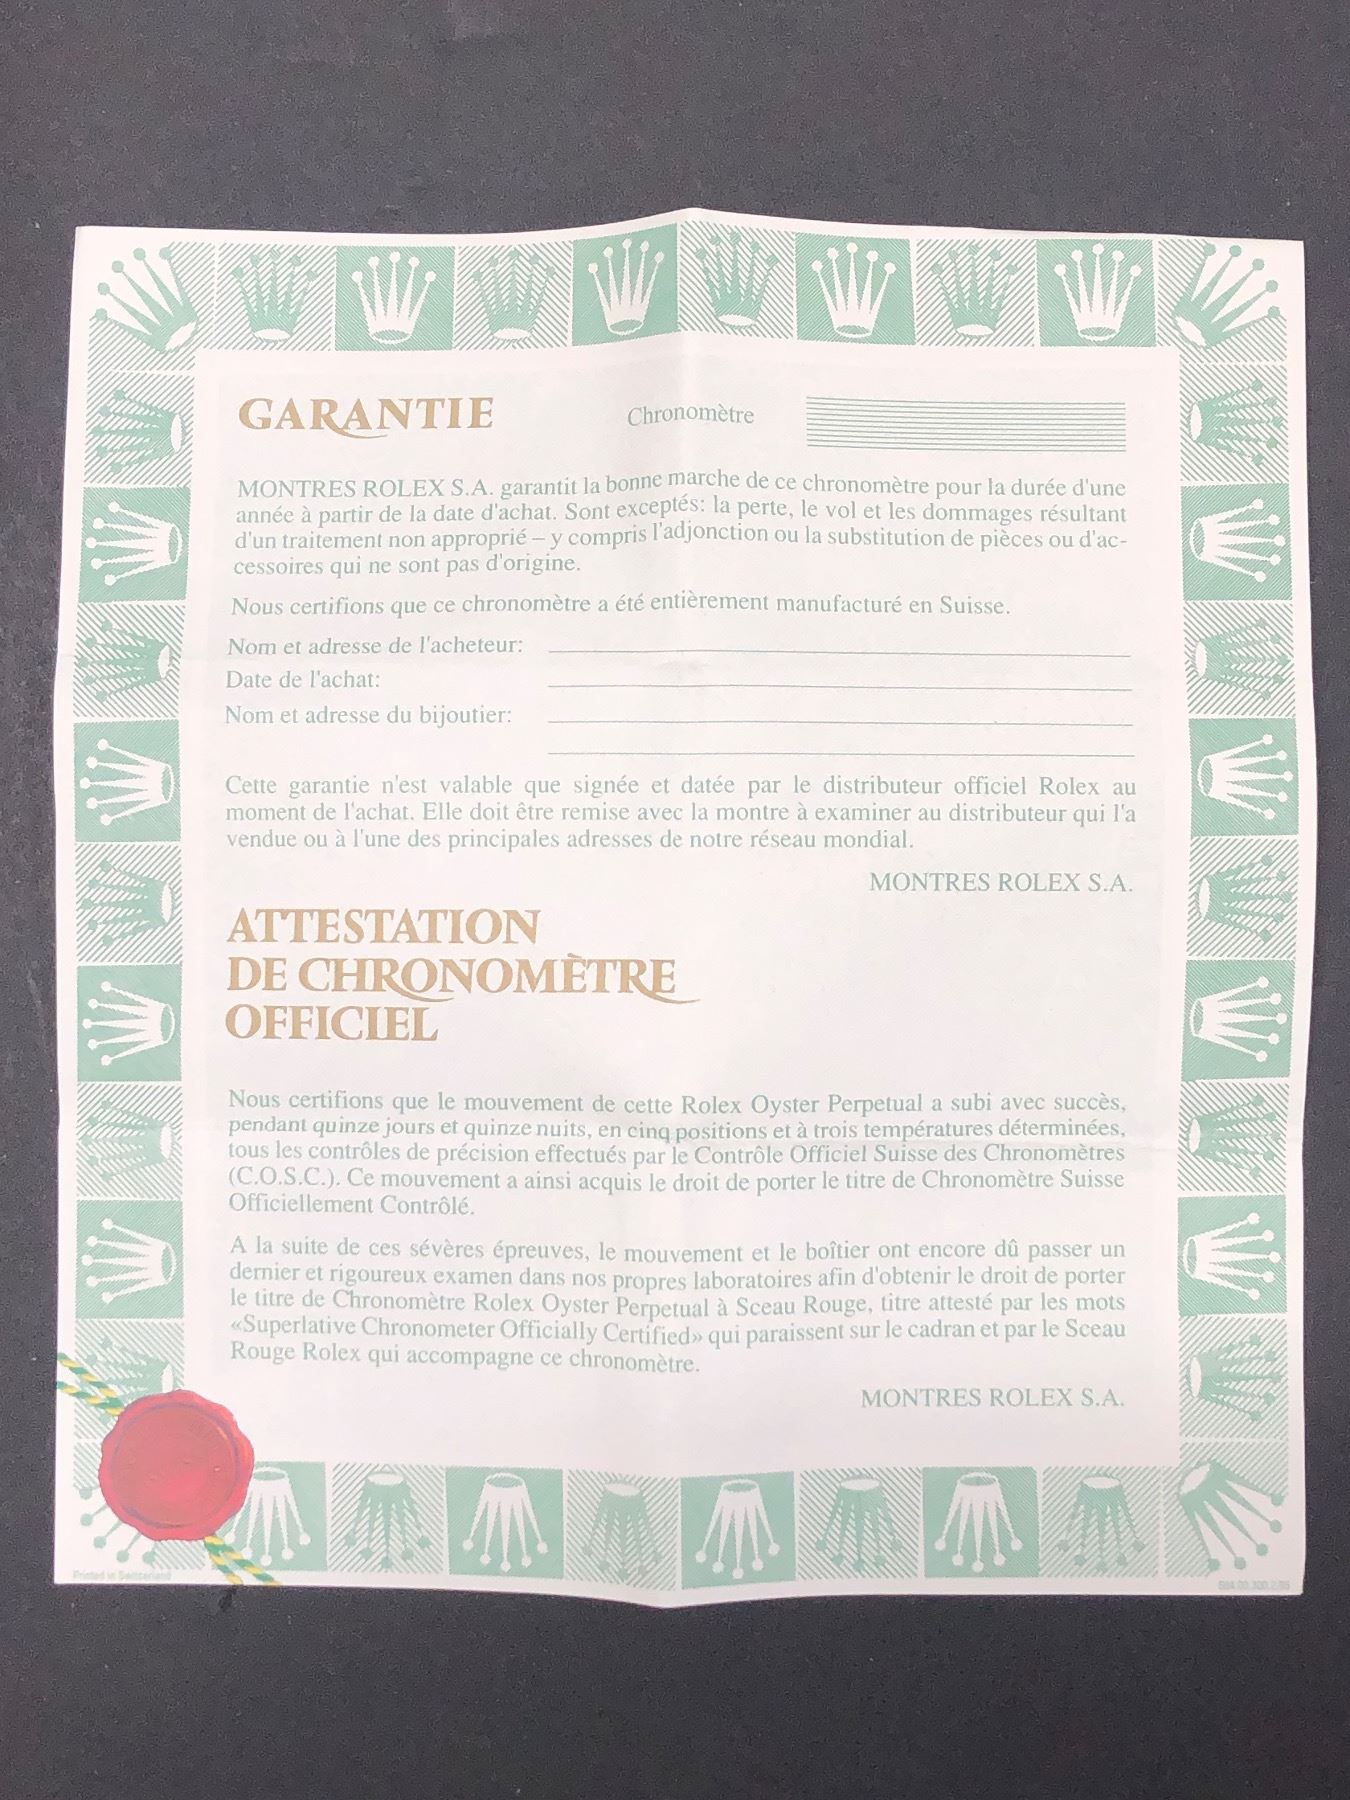 GARANTIE
Chronomètre
MONTRES ROLEX S.A. garantit la bonne marche de ce chronomètre pour la durée d'une
année à partir de la date d'achat. Sont exceptés: la perte, le vol et les dommages résultant
d'un traitement non approprié – y compris l'adjonction ou la substitution de pièces ou d'ac-
cessoires qui ne sont pas d'origine.
Nous certifions que ce chronomètre a été entièrement manufacturé en Suisse.
Nom et adresse de l'acheteur:
Date de l'achat:
Nom et adresse du bijoutier:
Cette garantie n'est valable que signée et datée par le distributeur officiel Rolex au
moment de l'achat. Elle doit être remise avec la montre à examiner au distributeur qui l'a
vendue ou à l'une des principales adresses de notre réseau mondial.
MONTRES ROLEX S.A.
ATTESTATION
DE CHRONOMÈTRE
OFFICIEL
Nous certifions que le mouvement de cette Rolex Oyster Perpetual a subi avec succès,
pendant quinze jours et quinze nuits, en cinq positions et à trois températures déterminées,
tous les contrôles de précision effectués par le Contrôle Officiel Suisse des Chronomètres
(C.O.S.C.). Ce mouvement a ainsi acquis le droit de porter le titre de Chronomètre Suisse
Officiellement Contrôlé.
A la suite de ces sévères épreuves, le mouvement et le boîtier ont encore dû passer un
dernier et rigoureux examen dans nos propres laboratoires afin d'obtenir le droit de porter
le titre de Chronomètre Rolex Oyster Perpetual à Sceau Rouge, titre attesté par les mots
«Superlative Chronometer Officially Certified» qui paraissent sur le cadran et par le Sceau
Rouge Rolex qui accompagne ce chronomètre.
MONTRES ROLEX S.A.
Printed in Switzerland